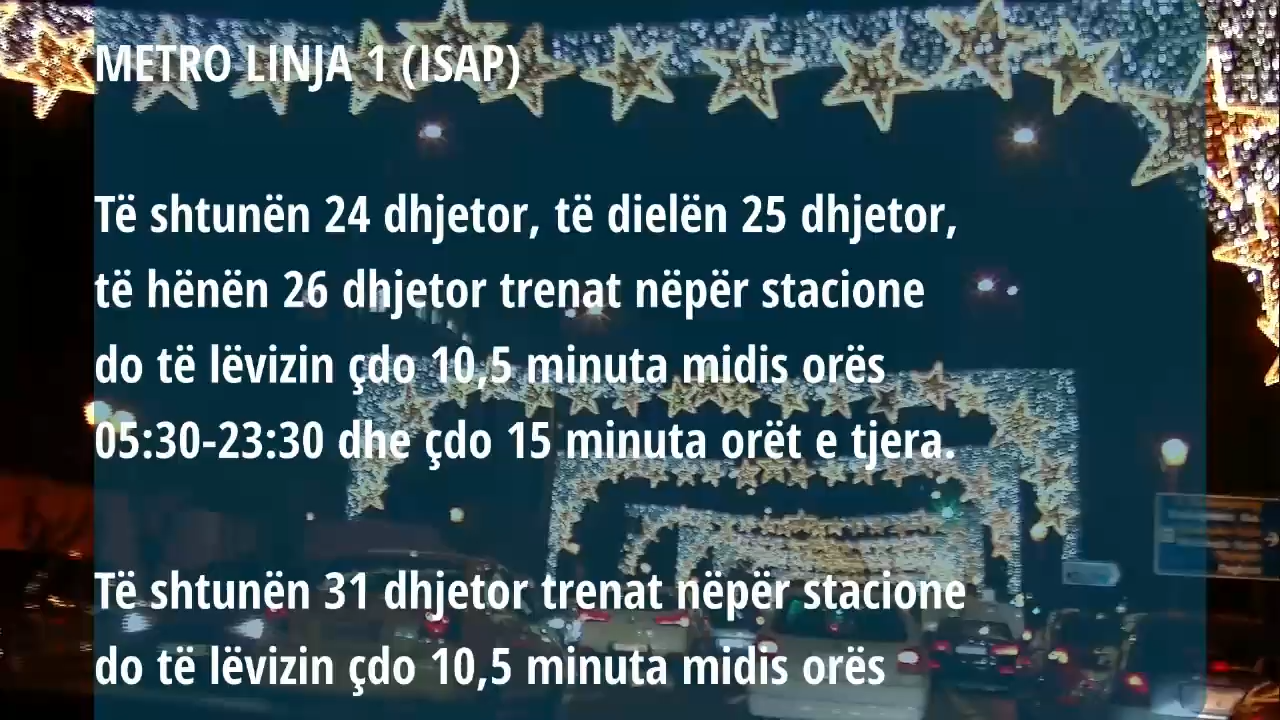 METRO LINJA 1 (ISAP)
Të shtunën 24 dhjetor, të dielën 25 dhjetor,
të hënën 26 dhjetor trenat nëpër stacione
do të lëvizin çdo 10,5 minuta midis orës
05:30-23:30 dhe çdo 15 minuta orët e tjera.
Të shtunën 31 dhjetor trenat nëpër stacione
do të lëvizin çdo 10,5 minuta midis orës